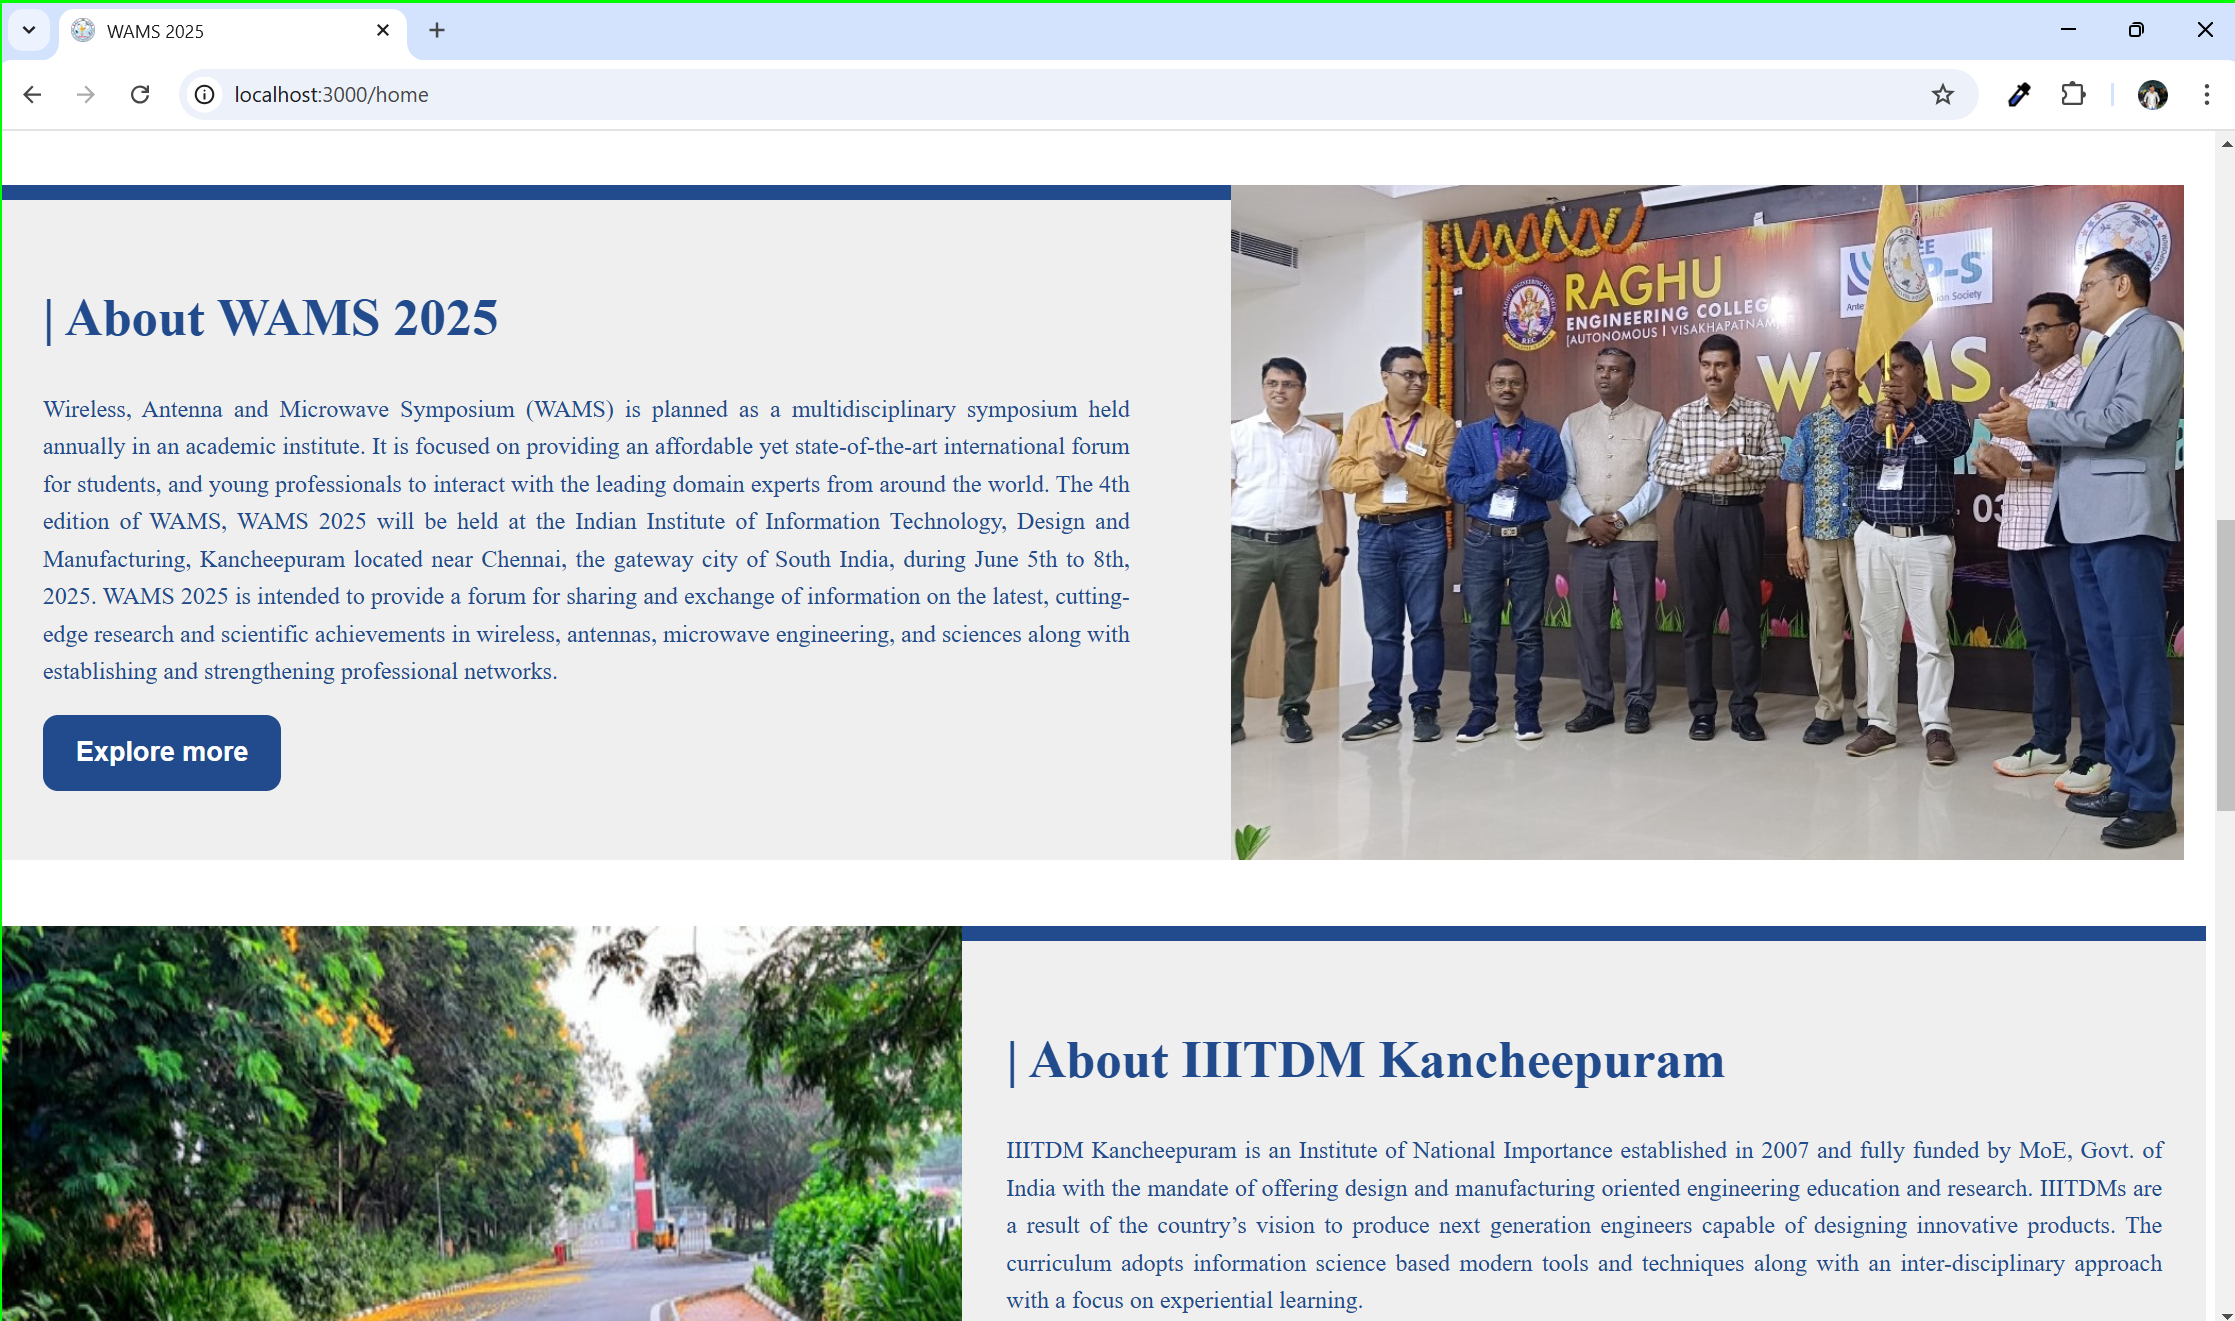 WAMS 2025
localhost:3000/home
| About WAMS 2025
Wireless, Antenna and Microwave Symposium (WAMS) is planned as a multidisciplinary symposium held
annually in an academic institute. It is focused on providing an affordable yet state-of-the-art international forum
for students, and young professionals to interact with the leading domain experts from around the world. The 4th
edition of WAMS, WAMS 2025 will be held at the Indian Institute of Information Technology, Design and
Manufacturing, Kancheepuram located near Chennai, the gateway city of South India, during June 5th to 8th,
2025. WAMS 2025 is intended to provide a forum for sharing and exchange of information on the latest, cutting-
edge research and scientific achievements in wireless, antennas, microwave engineering, and sciences along with
establishing and strengthening professional networks.
Explore more
RAGHU
ENGINEERING COLLEG
[AUTONOMOUS | VISAKHAPATNAM]
REC
P-S
Society
WAMS
03
| About IIITDM Kancheepuram
IIITDM Kancheepuram is an Institute of National Importance established in 2007 and fully funded by MoE, Govt. of
India with the mandate of offering design and manufacturing oriented engineering education and research. IIITDMs are
a result of the country’s vision to produce next generation engineers capable of designing innovative products. The
curriculum adopts information science based modern tools and techniques along with an inter-disciplinary approach
with a focus on experiential learning.